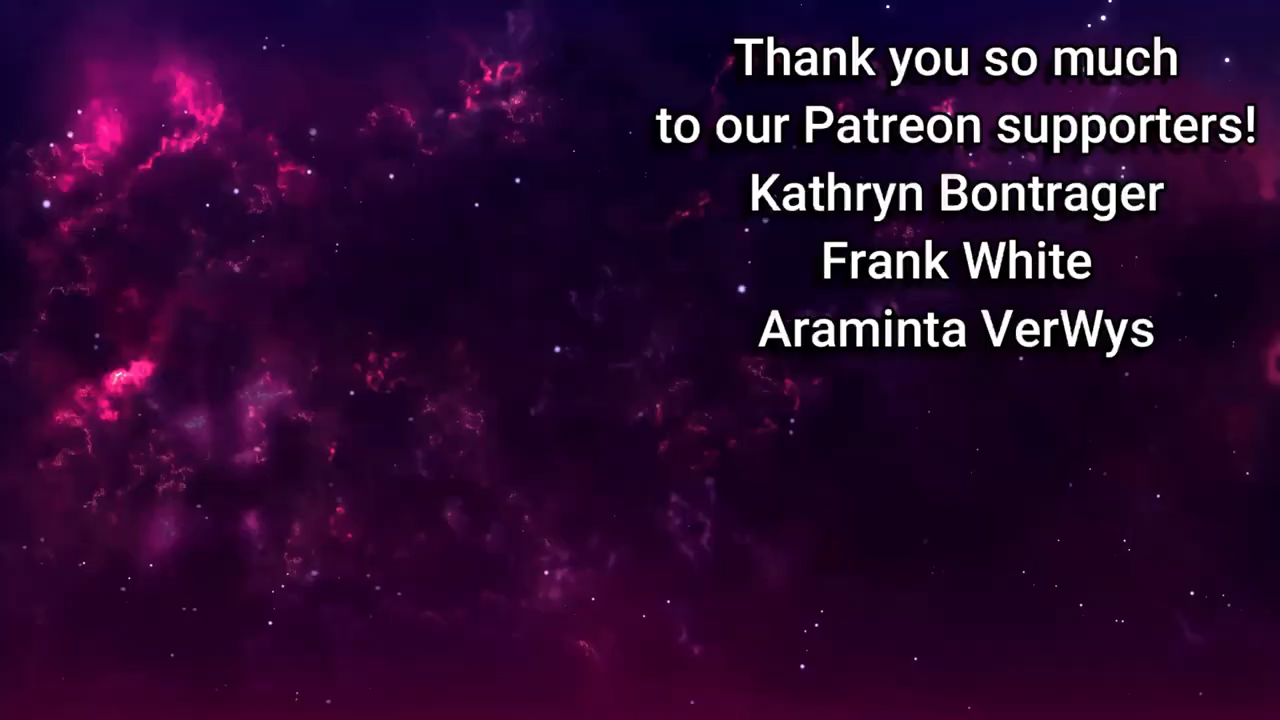 Thank you so much
to our Patreon supporters!
Kathryn Bontrager
Frank White
Araminta VerWys